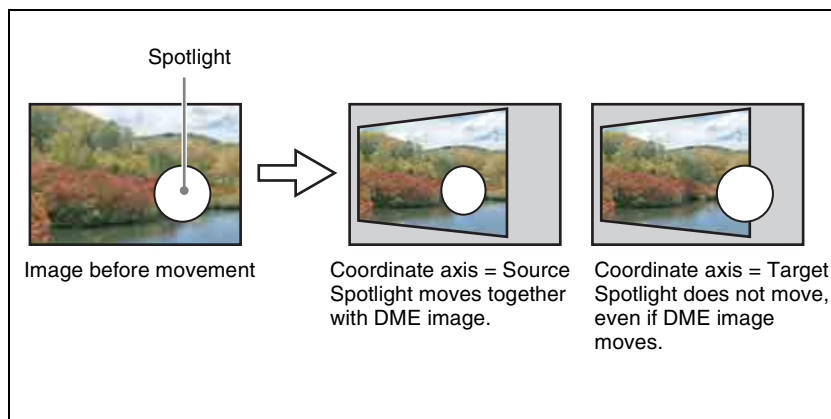 Spotlight
Image before movement
Coordinate axis = Source
Spotlight moves together
with DME image.
Coordinate axis = Target
Spotlight does not move,
even if DME image
moves.